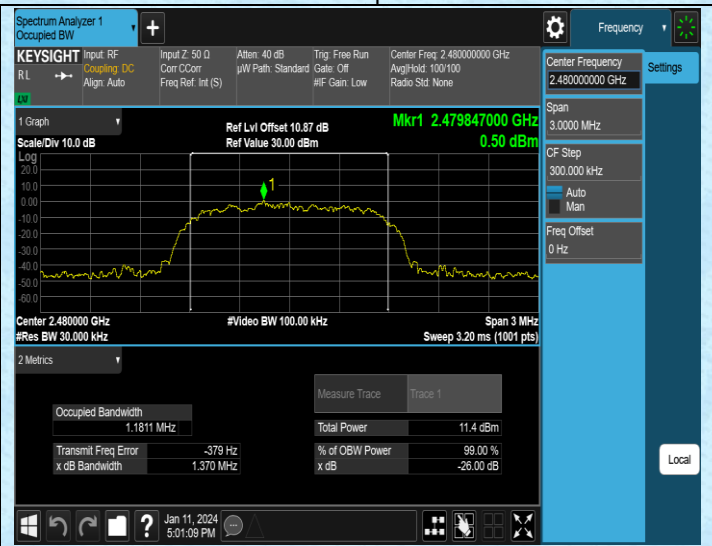 Spectrum Analyzer 1
Occupied BW
Frequency
KEYSIGHT
RL
Input: RF
Coupling: DC
Align: Auto
Input Z: 50 Ω
Corr CCorr
Freq Ref: Int (S)
Atten: 40 dB
µW Path: Standard
Trig: Free Run
Gate: Off
#IF Gain: Low
Center Freq: 2.480000000 GHz
Avg|Hold: 100/100
Radio Std: None
LXI
1 Graph
Scale/Div 10.0 dB
Ref Lvl Offset 10.87 dB
Ref Value 30.00 dBm
Mkr1 2.479847000 GHz
0.50 dBm
Log
20.0
10.0
0.00
-10.0
-20.0
-30.0
-40.0
-50.0
-60.0
1
Center 2.480000 GHz
#Res BW 30.000 kHz
#Video BW 100.00 kHz
Span 3 MHz
Sweep 3.20 ms (1001 pts)
2 Metrics
Measure Trace
Trace 1
Occupied Bandwidth
1.1811 MHz
Total Power
11.4 dBm
Transmit Freq Error
-379 Hz
% of OBW Power
99.00 %
x dB Bandwidth
1.370 MHz
x dB
-26.00 dB
Center Frequency
2.480000000 GHz
Settings
Span
3.0000 MHz
CF Step
300.000 kHz
Auto
Man
Freq Offset
0 Hz
Local
?
Jan 11, 2024
5:01:09 PM